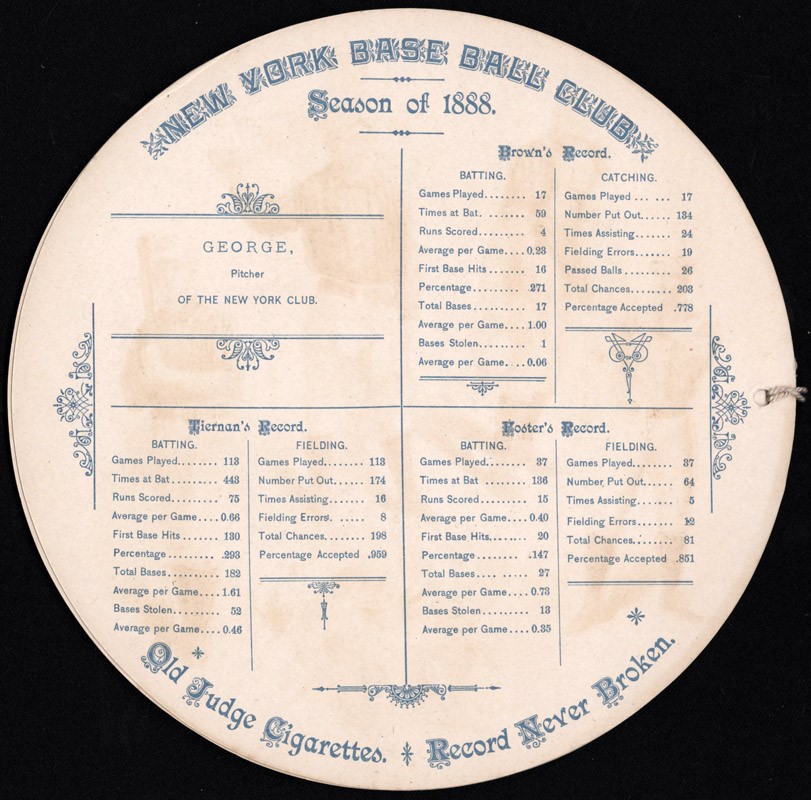 NEW YORK BASE BALL CLUB
Season of 1888.
GEORGE,
Pitcher
OF THE NEW YORK CLUB.
Brown's Record.
BATTING.
Games Played........ 17
Times at Bat. ........ 59
Runs Scored......... 4
Average per Game.... 0.23
First Base Hits ....... 16
Percentage.......... .271
Total Bases.......... 17
Average per Game.... 1.00
Bases Stolen......... 1
Average per Game.... 0.06
CATCHING.
Games Played ... ... 17
Number Put Out...... 134
Times Assisting...... 24
Fielding Errors....... 19
Passed Balls ......... 26
Total Chances........ 203
Percentage Accepted .778
Tiernan's Record.
BATTING.
Games Played........ 113
Times at Bat......... 443
Runs Scored......... 75
Average per Game.... 0.66
First Base Hits ....... 130
Percentage .......... .293
Total Bases.......... 182
Average per Game.... 1.61
Bases Stolen......... 52
Average per Game.... 0.46
FIELDING.
Games Played....... 113
Number Put Out...... 174
Times Assisting...... 16
Fielding Errors. ..... 8
Total Chances....... 198
Percentage Accepted .959
Foster's Record.
BATTING.
Games Played........ 37
Times at Bat ........ 136
Runs Scored......... 15
Average per Game.... 0.40
First Base Hits....... 20
Percentage........ .147
Total Bases.... ..... 27
Average per Game.... 0.73
Bases Stolen......... 13
Average per Game.... 0.35
FIELDING.
Games Played........ 37
Number Put Out...... 64
Times Assisting...... 5
Fielding Errors....... 12
Total Chances....... 81
Percentage Accepted .851
Old Judge Cigarettes. * Record Never Broken.